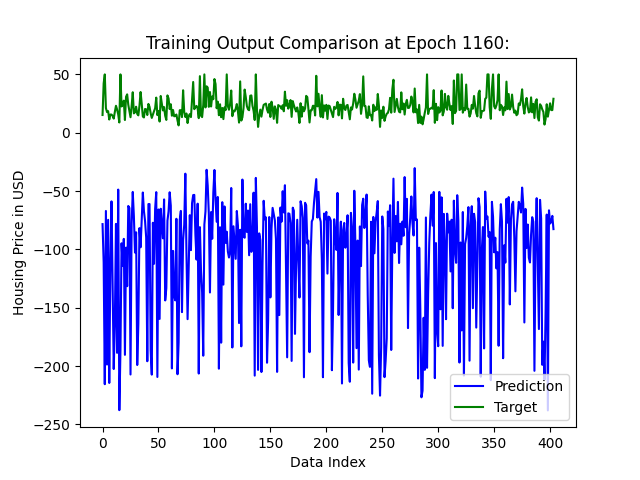 Training Output Comparison at Epoch 1160:
Housing Price in USD
50
0
−50
−100
−150
−200
−250
0 50 100 150 200 250 300 350 400
Data Index
Prediction
Target